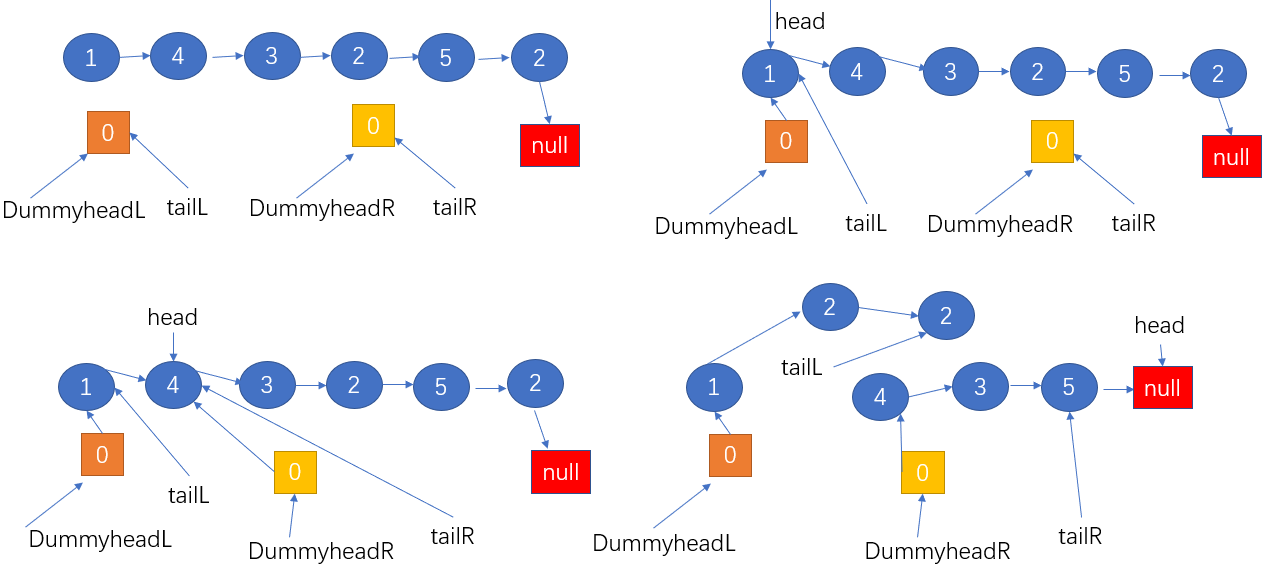 1 4 3 2 5 2
0 0 null
DummyheadL tailL DummyheadR tailR
head
1 4 3 2 5 2
0 0 null
DummyheadL tailL DummyheadR tailR
head
1 4 3 2 5 2
0 0 null
tailL
DummyheadL DummyheadR tailR
2 2 head
tailL
1 4 3 5 null
0 0
DummyheadL DummyheadR tailR